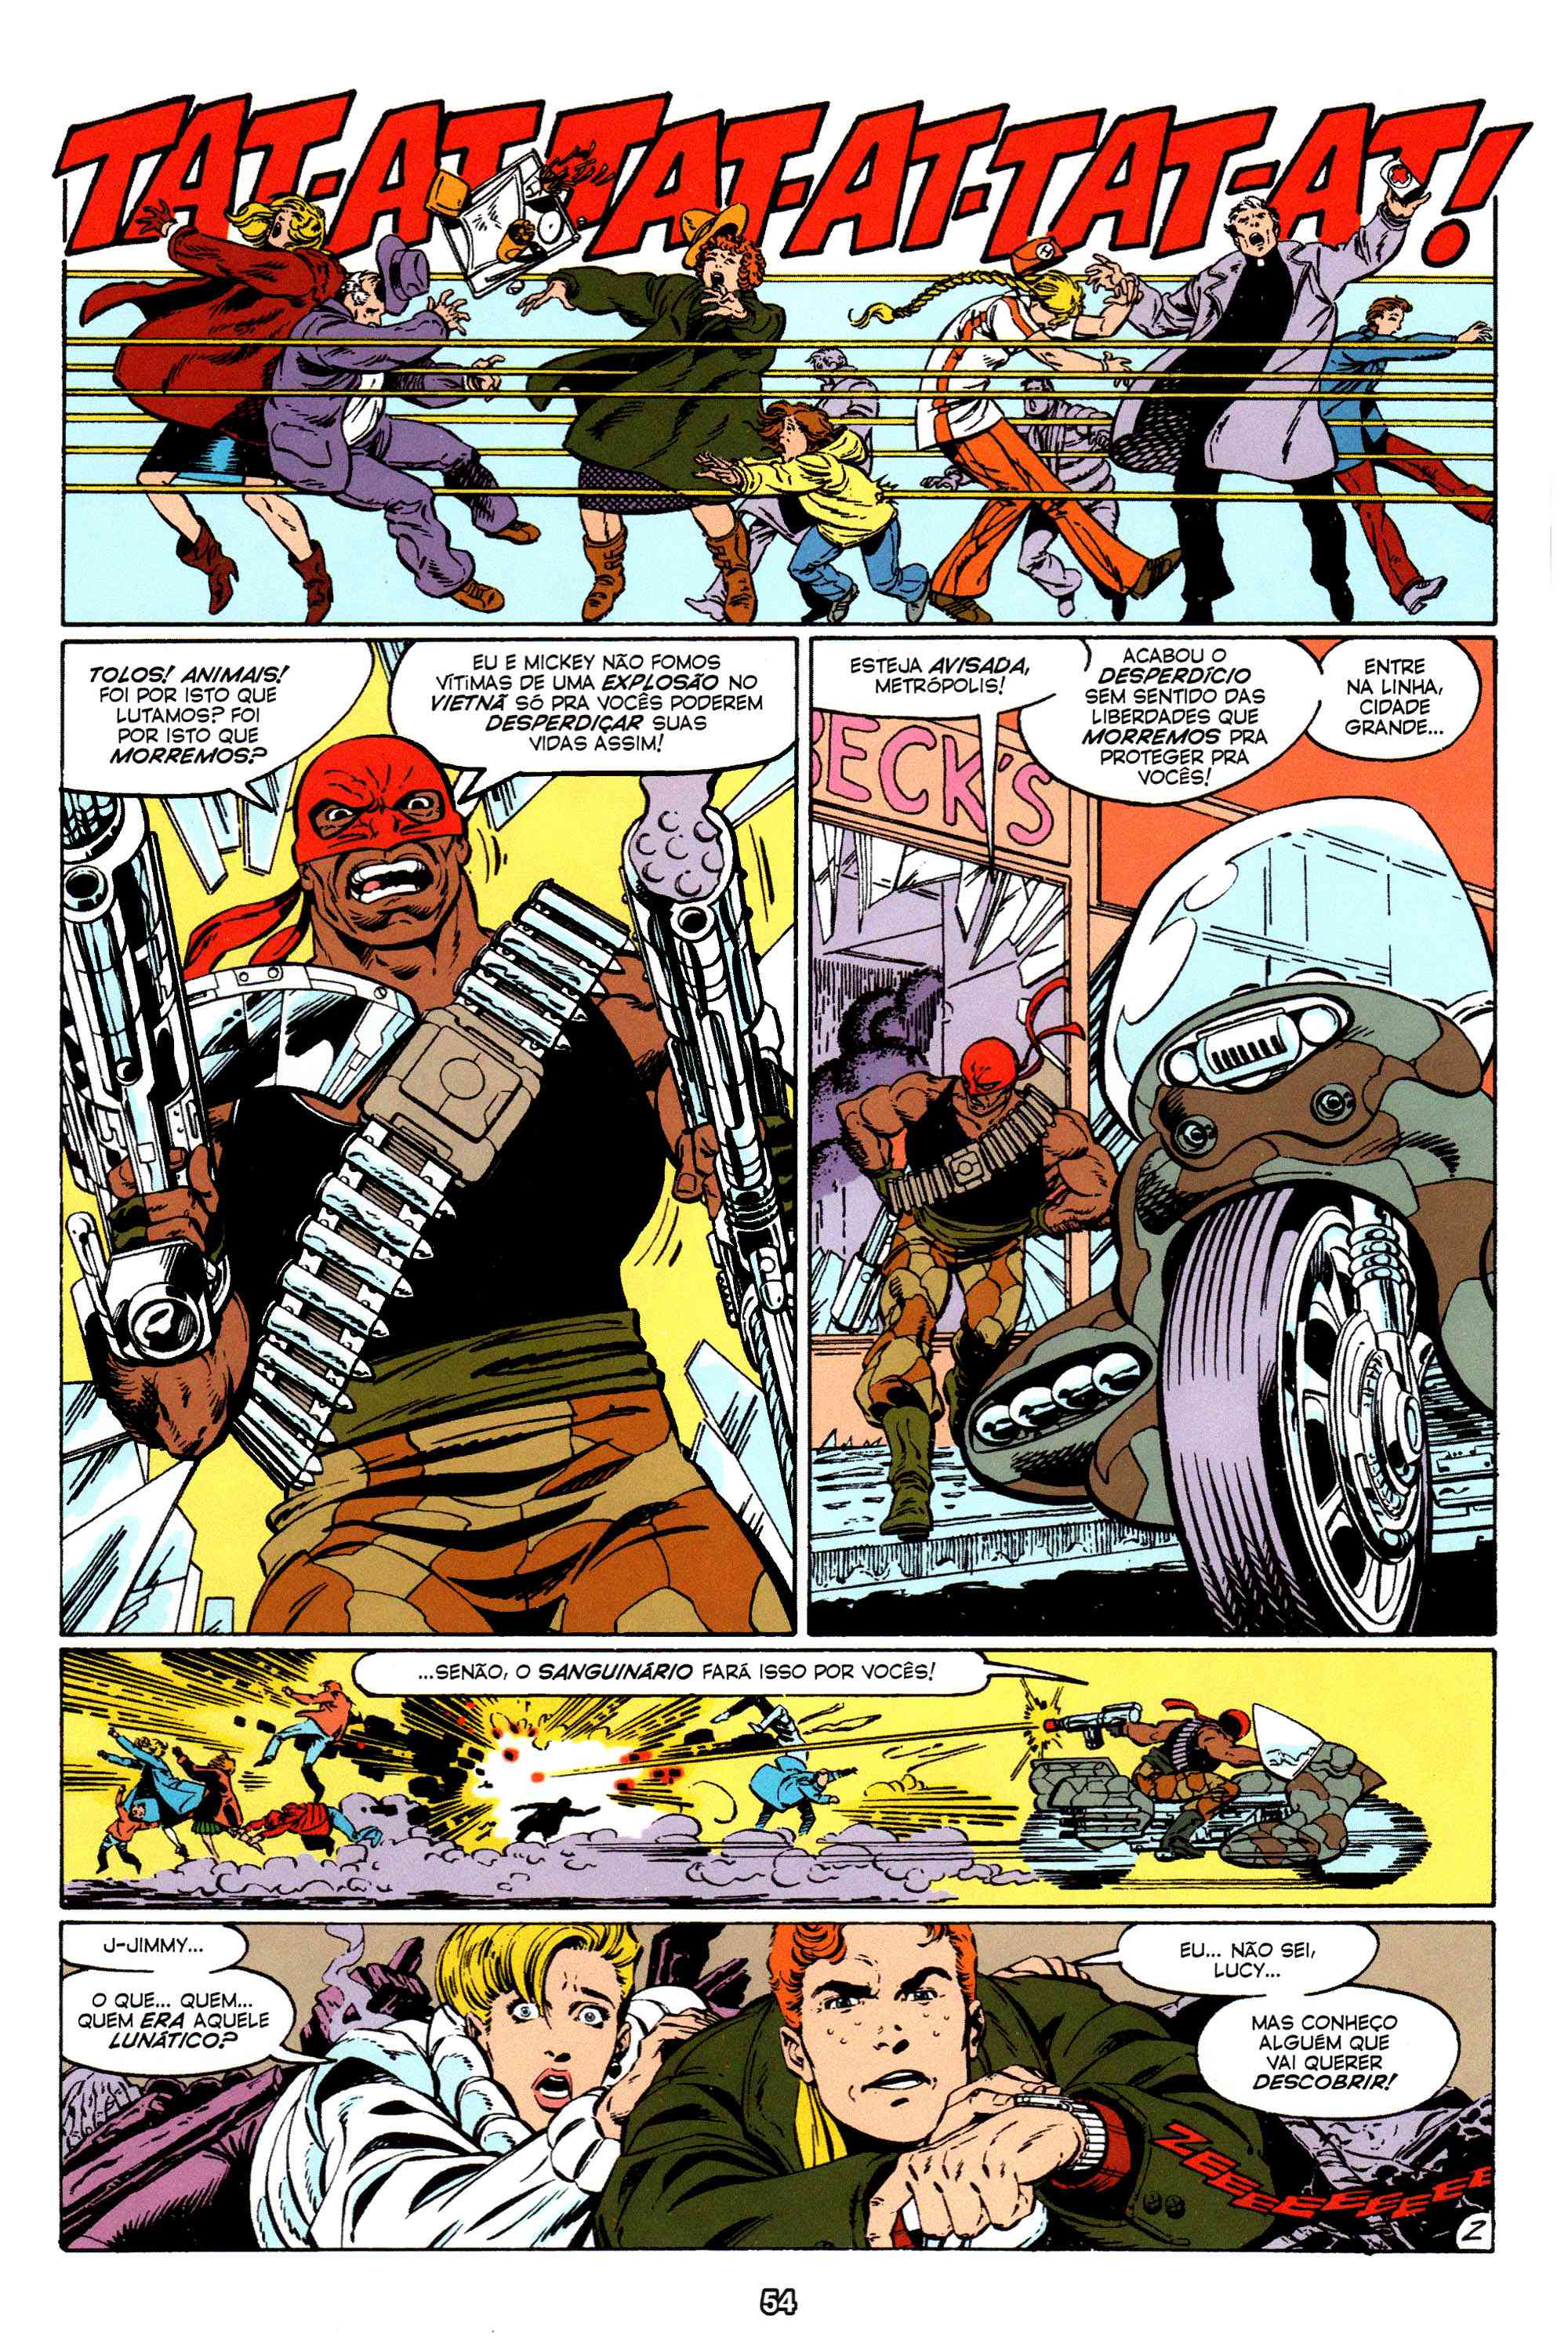 TAT-AT-TAT-AT-TAT-AT!
TOLOS! ANIMAIS!
FOI POR ISTO QUE
LUTAMOS? FOI
POR ISTO QUE
MORREMOS?
EU E MICKEY NÃO FOMOS
VÍTIMAS DE UMA EXPLOSÃO NO
VIETNÃ SÓ PRA VOCÊS PODEREM
DESPERDIÇAR SUAS
VIDAS ASSIM!
ESTEJA AVISADA,
METRÓPOLIS!
ACABOU O
DESPERDÍCIO
SEM SENTIDO DAS
LIBERDADES QUE
MORREMOS PRA
PROTEGER PRA
VOCÊS!
ENTRE
NA LINHA,
CIDADE
GRANDE...
BECK'S
...SENÃO, O SANGUINÁRIO FARÁ ISSO POR VOCÊS!
J-JIMMY...
O QUE... QUEM...
QUEM ERA AQUELE
LUNÁTICO?
EU... NÃO SEI,
LUCY...
MAS CONHEÇO
ALGUÉM QUE
VAI QUERER
DESCOBRIR!
ZEEEEEEEEEEE
2
54